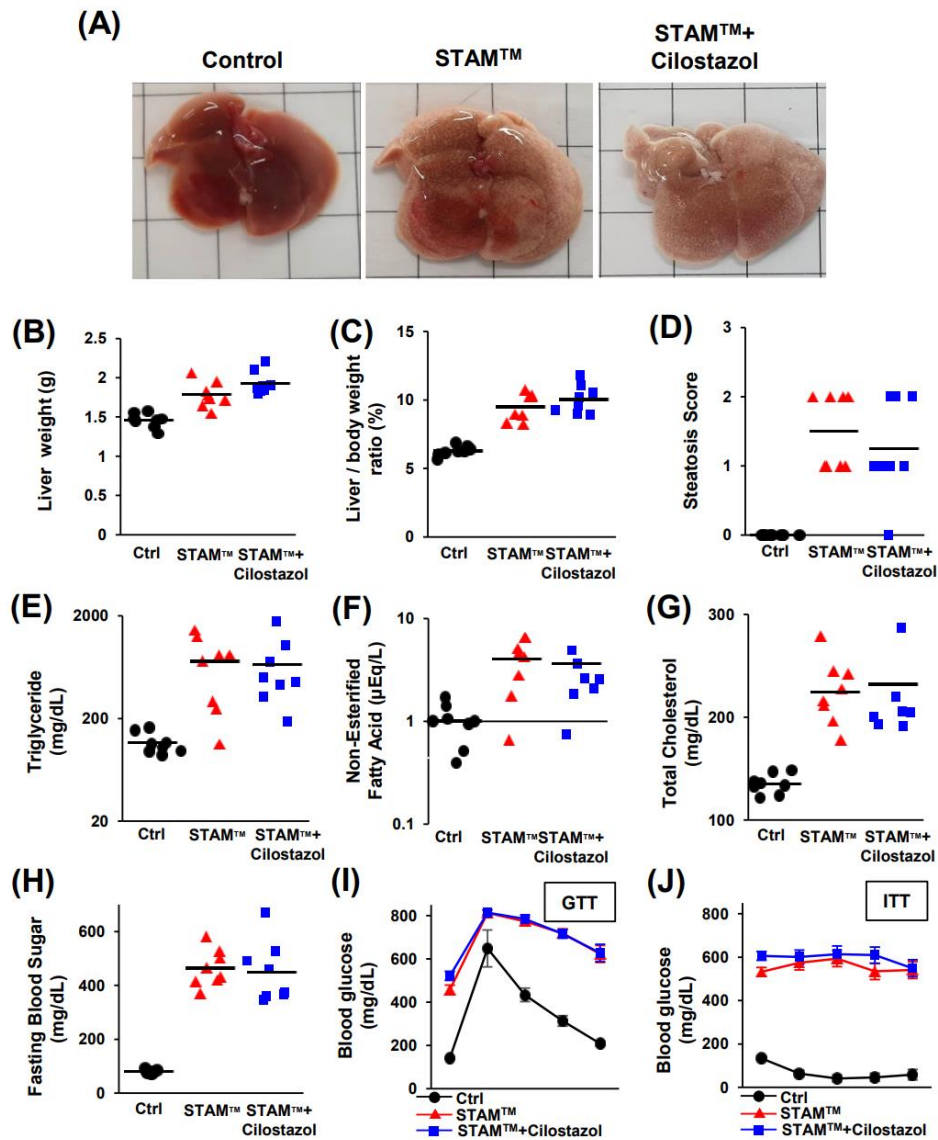 (A)
Control
STAM™
STAM™+
Cilostazol
(B)
Liver weight (g)
2.5
2
1.5
1
0.5
0
Ctrl
STAM™
STAM™+
Cilostazol
(C)
Liver / body weight
ratio (%)
15
10
5
0
Ctrl
STAM™
STAM™+
Cilostazol
(D)
Steatosis Score
3
2
1
0
Ctrl
STAM™
STAM™+
Cilostazol
(E)
Triglyceride
(mg/dL)
2000
200
20
Ctrl
STAM™
STAM™+
Cilostazol
(F)
Non-Esterified
Fatty Acid (µEq/L)
10
1
0.1
Ctrl
STAM™
STAM™+
Cilostazol
(G)
Total Cholesterol
(mg/dL)
300
200
100
Ctrl
STAM™
STAM™+
Cilostazol
(H)
Fasting Blood Sugar
(mg/dL)
600
400
200
0
Ctrl
STAM™
STAM™+
Cilostazol
(I)
GTT
Blood glucose
(mg/dL)
800
600
400
200
0
Ctrl
STAM™
STAM™+Cilostazol
(J)
ITT
Blood glucose
(mg/dL)
800
600
400
200
0
Ctrl
STAM™
STAM™+Cilostazol